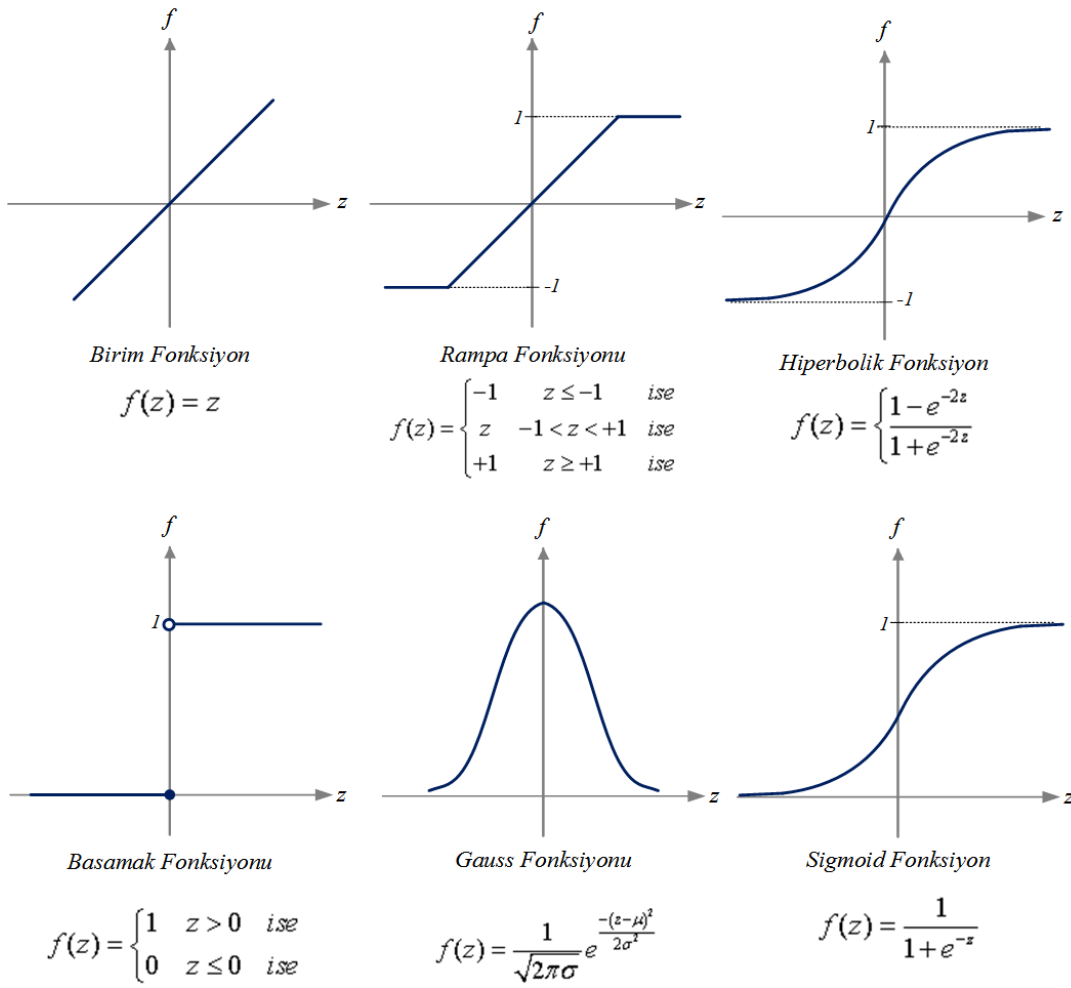 f
z
Birim Fonksiyon
f(z) = z
f
1
z
-1
Rampa Fonksiyonu
f(z) = { −1 z ≤ −1 ise
z −1 < z < +1 ise
+1 z ≥ +1 ise
f
1
z
-1
Hiperbolik Fonksiyon
f(z) = { (1 − e^{−2z}) / (1 + e^{−2z})
f
1
z
Basamak Fonksiyonu
f(z) = { 1 z > 0 ise
0 z ≤ 0 ise
f
z
Gauss Fonksiyonu
f(z) = 1 / √(2πσ) e^{−(z−μ)² / 2σ²}
f
1
z
Sigmoid Fonksiyon
f(z) = 1 / (1 + e^{−z})